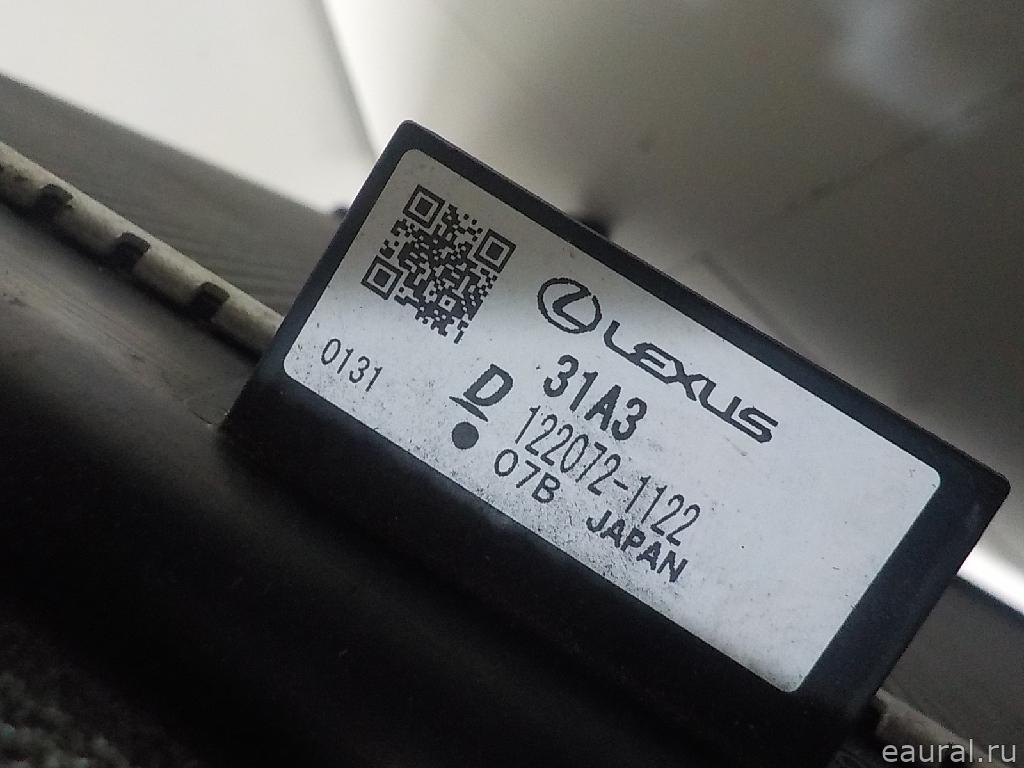 LEXUS
31A3
0131
D 122072-1122
● 07B JAPAN
eaural.ru